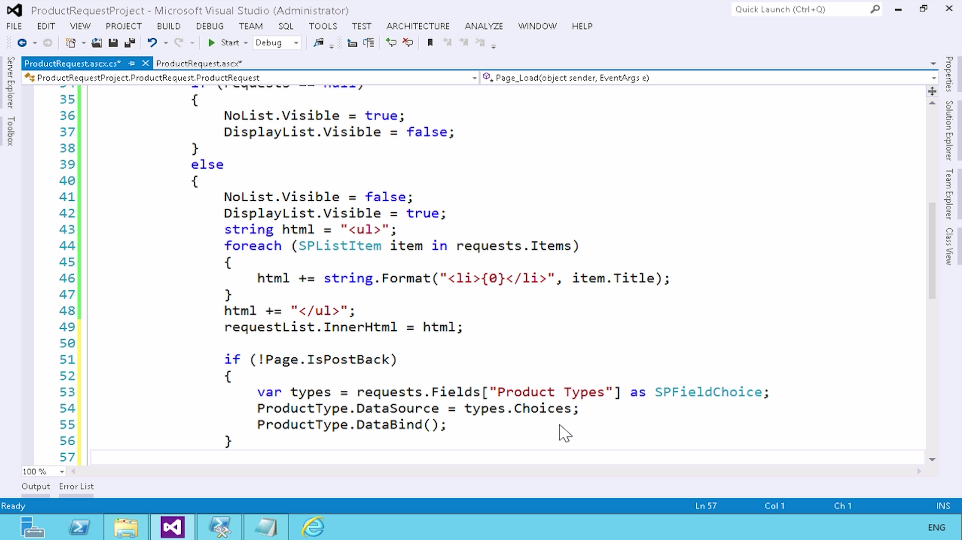 ProductRequestProject - Microsoft Visual Studio (Administrator)
Quick Launch (Ctrl+Q)
FILE EDIT VIEW PROJECT BUILD DEBUG TEAM SQL TOOLS TEST ARCHITECTURE ANALYZE WINDOW HELP
Start Debug
ProductRequest.ascx.cs* ProductRequest.ascx*
ProductRequestProject.ProductRequest.ProductRequest Page_Load(object sender, EventArgs e)
34 if (requests == null)
35 {
36 NoList.Visible = true;
37 DisplayList.Visible = false;
38 }
39 else
40 {
41 NoList.Visible = false;
42 DisplayList.Visible = true;
43 string html = "<ul>";
44 foreach (SPListItem item in requests.Items)
45 {
46 html += string.Format("<li>{0}</li>", item.Title);
47 }
48 html += "</ul>";
49 requestList.InnerHtml = html;
50
51 if (!Page.IsPostBack)
52 {
53 var types = requests.Fields["Product Types"] as SPFieldChoice;
54 ProductType.DataSource = types.Choices;
55 ProductType.DataBind();
56 }
57
100 %
Output Error List
Ready Ln 57 Col 1 Ch 1 INS
ENG
Server Explorer
Toolbox
Properties
Solution Explorer
Team Explorer
Class View